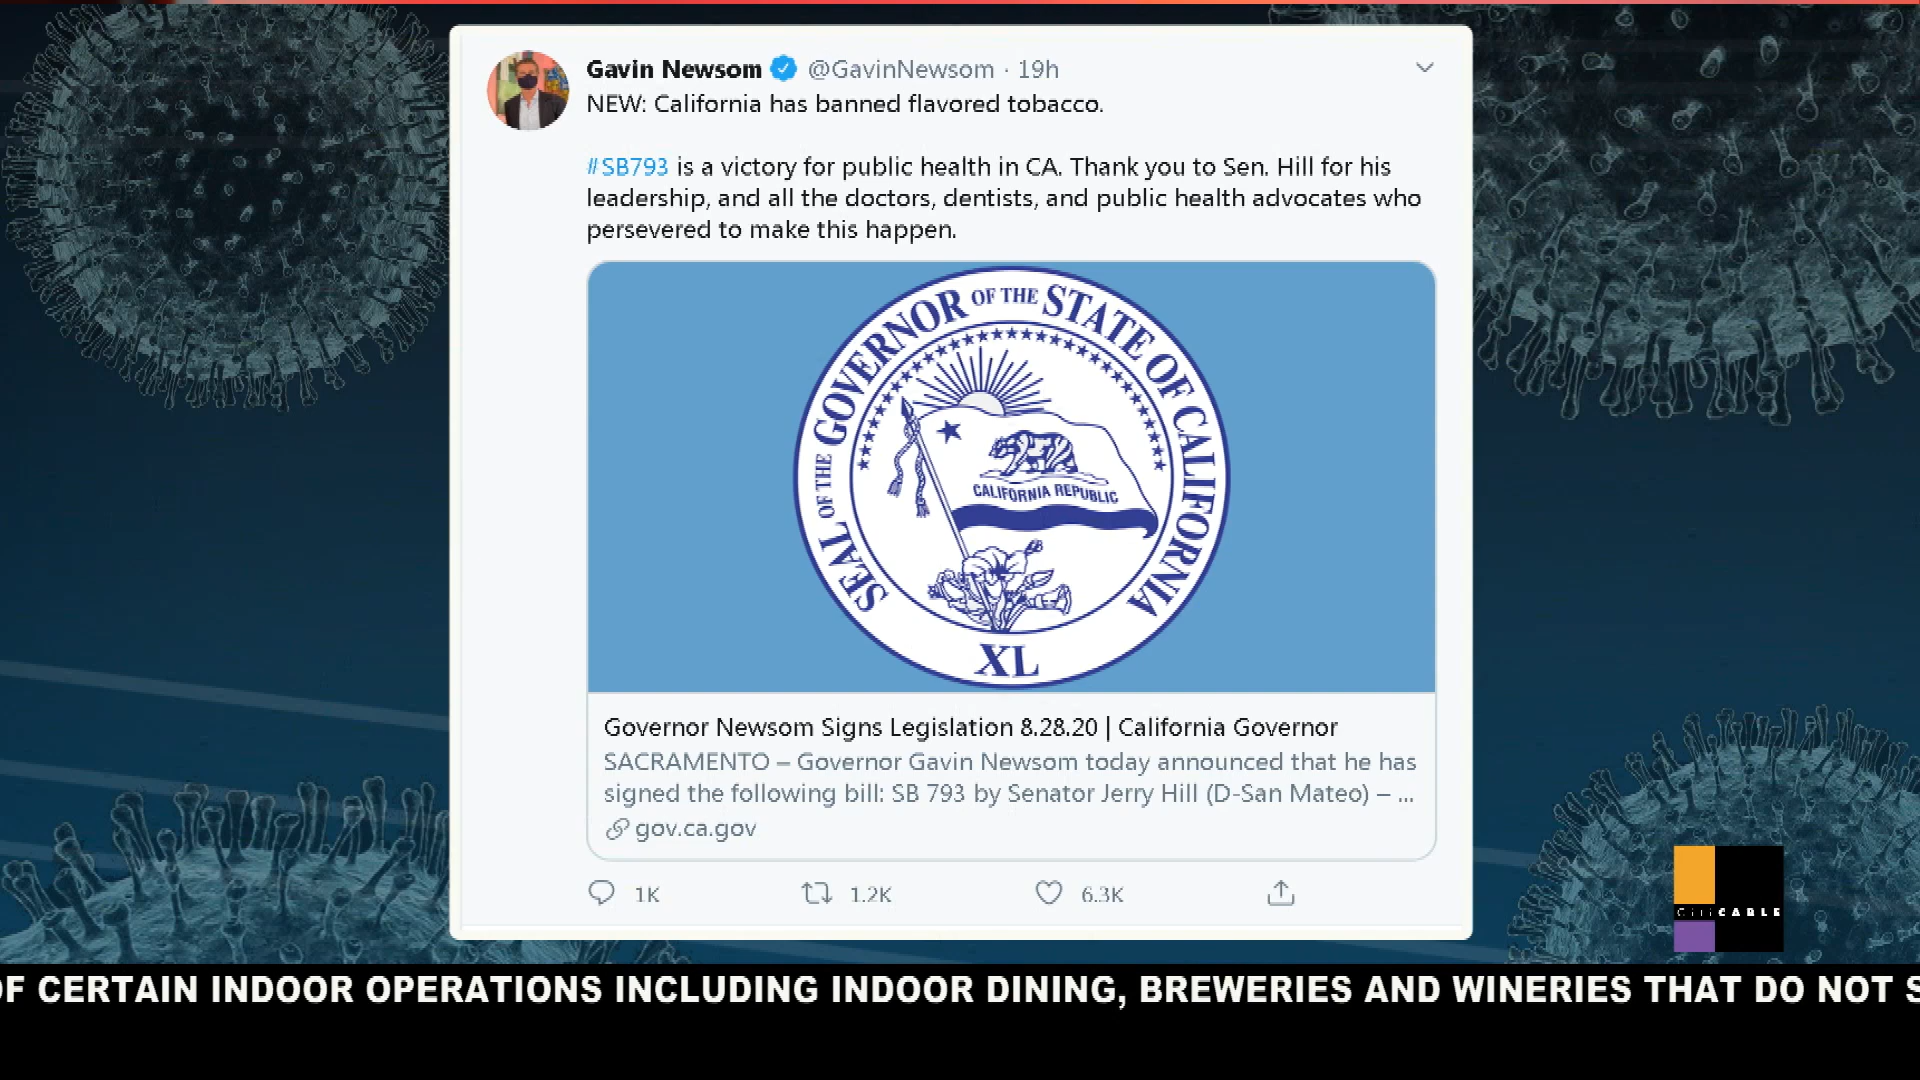 Gavin Newsom @GavinNewsom · 19h
NEW: California has banned flavored tobacco.
#SB793 is a victory for public health in CA. Thank you to Sen. Hill for his
leadership, and all the doctors, dentists, and public health advocates who
persevered to make this happen.
SEAL OF THE GOVERNOR OF THE STATE OF CALIFORNIA
CALIFORNIA REPUBLIC
XL
Governor Newsom Signs Legislation 8.28.20 | California Governor
SACRAMENTO – Governor Gavin Newsom today announced that he has
signed the following bill: SB 793 by Senator Jerry Hill (D-San Mateo) – ...
gov.ca.gov
1K 1.2K 6.3K
CABLE
OF CERTAIN INDOOR OPERATIONS INCLUDING INDOOR DINING, BREWERIES AND WINERIES THAT DO NOT S